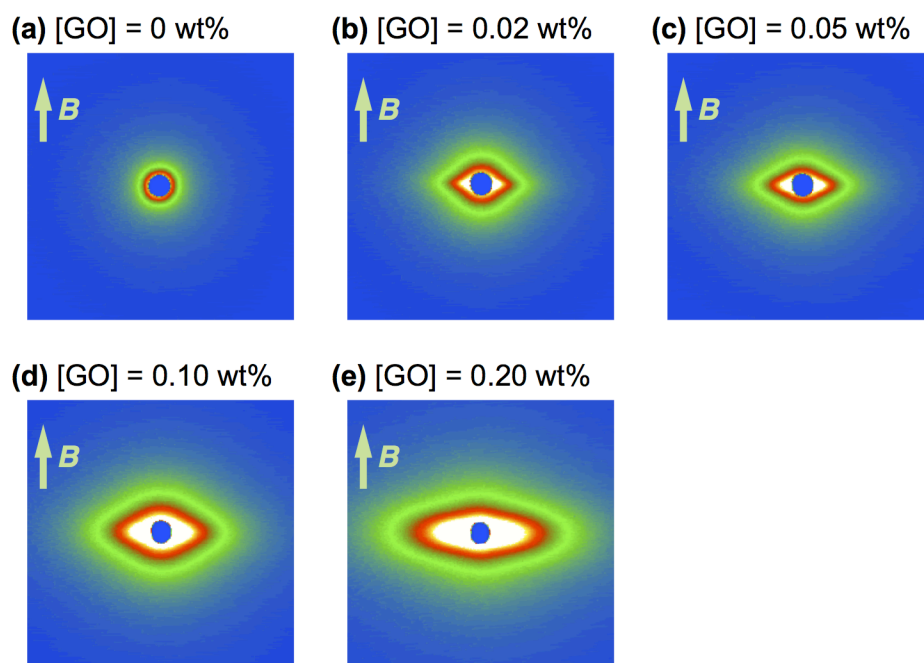 (a) [GO] = 0 wt%
(b) [GO] = 0.02 wt%
(c) [GO] = 0.05 wt%
B
B
B
(d) [GO] = 0.10 wt%
(e) [GO] = 0.20 wt%
B
B